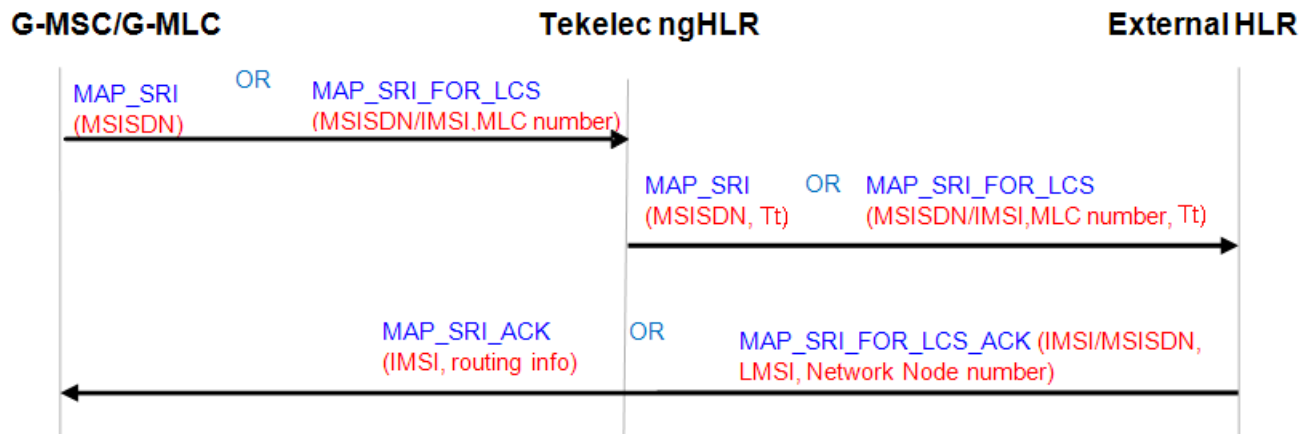 G-MSC/G-MLC Tekelec ngHLR External HLR
MAP_SRI OR MAP_SRI_FOR_LCS
(MSISDN) (MSISDN/IMSI,MLC number)
MAP_SRI OR MAP_SRI_FOR_LCS
(MSISDN, Tt) (MSISDN/IMSI,MLC number, Tt)
MAP_SRI_ACK OR MAP_SRI_FOR_LCS_ACK (IMSI/MSISDN,
(IMSI, routing info) LMSI, Network Node number)